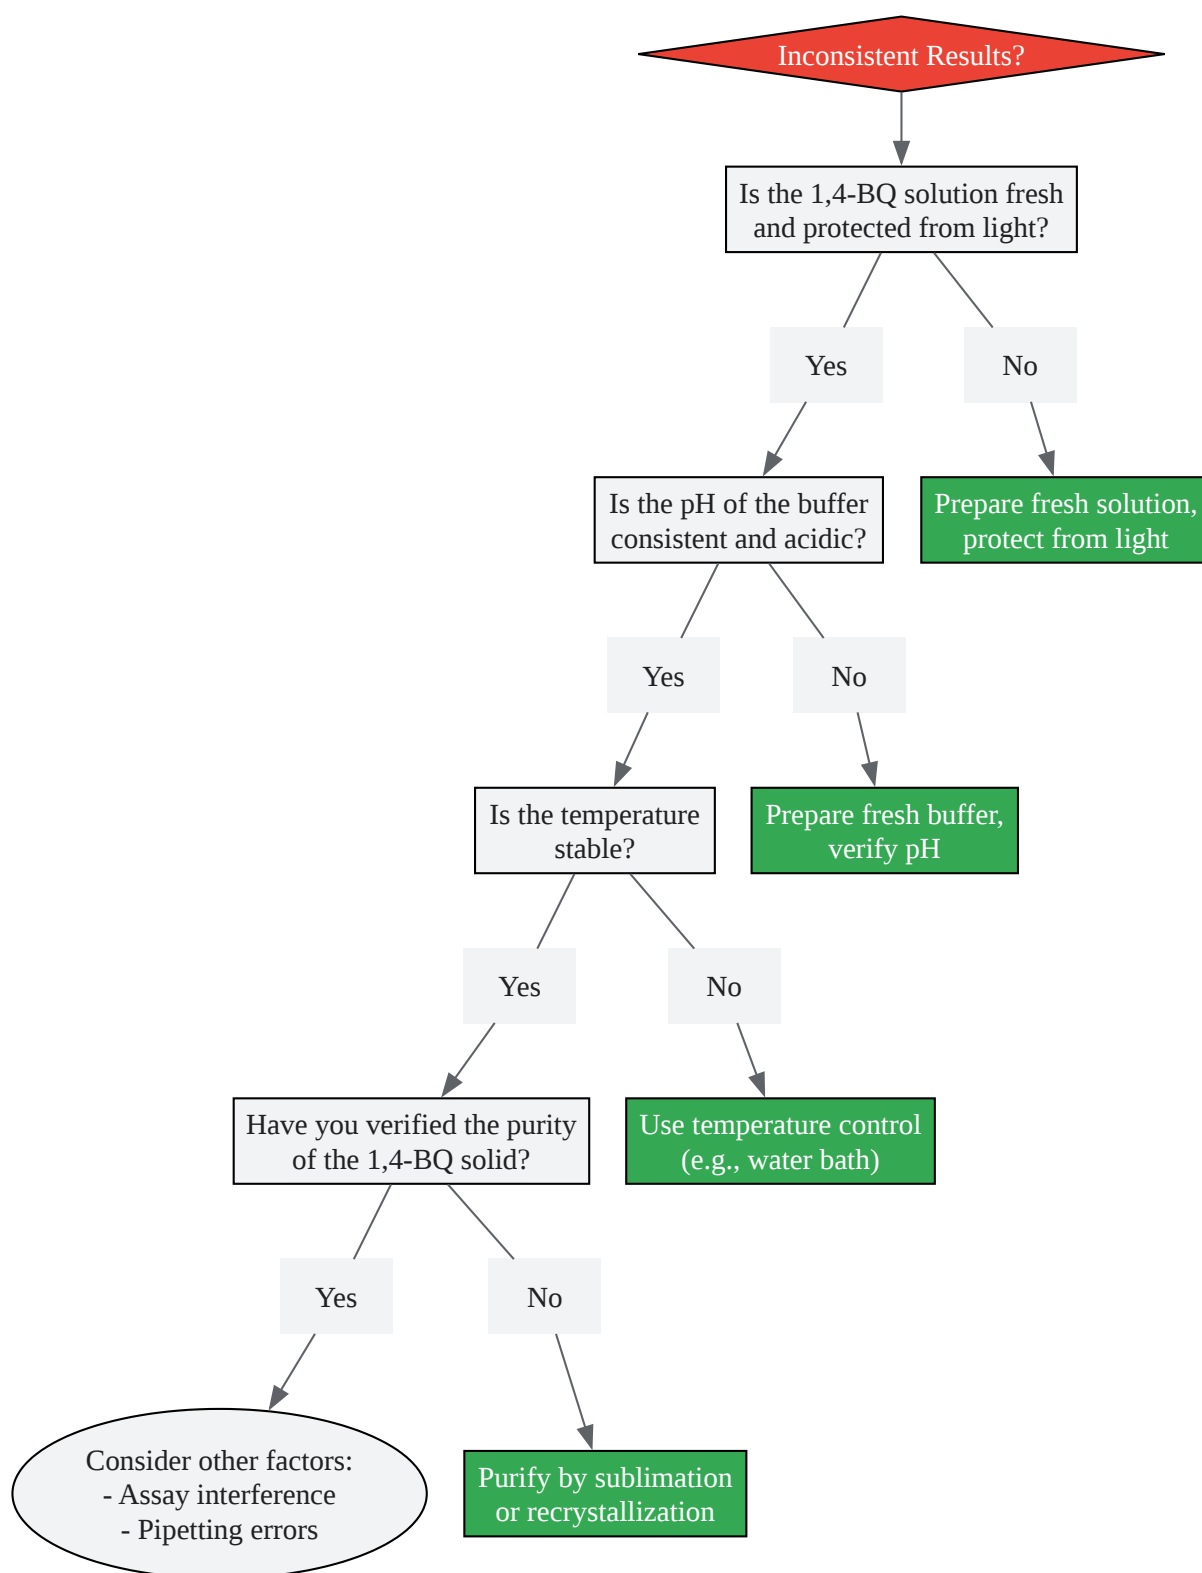 Inconsistent Results?
Is the 1,4-BQ solution fresh
and protected from light?
Yes
No
Is the pH of the buffer
consistent and acidic?
Prepare fresh solution,
protect from light
Yes
No
Is the temperature
stable?
Prepare fresh buffer,
verify pH
Yes
No
Have you verified the purity
of the 1,4-BQ solid?
Use temperature control
(e.g., water bath)
Yes
No
Consider other factors:
- Assay interference
- Pipetting errors
Purify by sublimation
or recrystallization